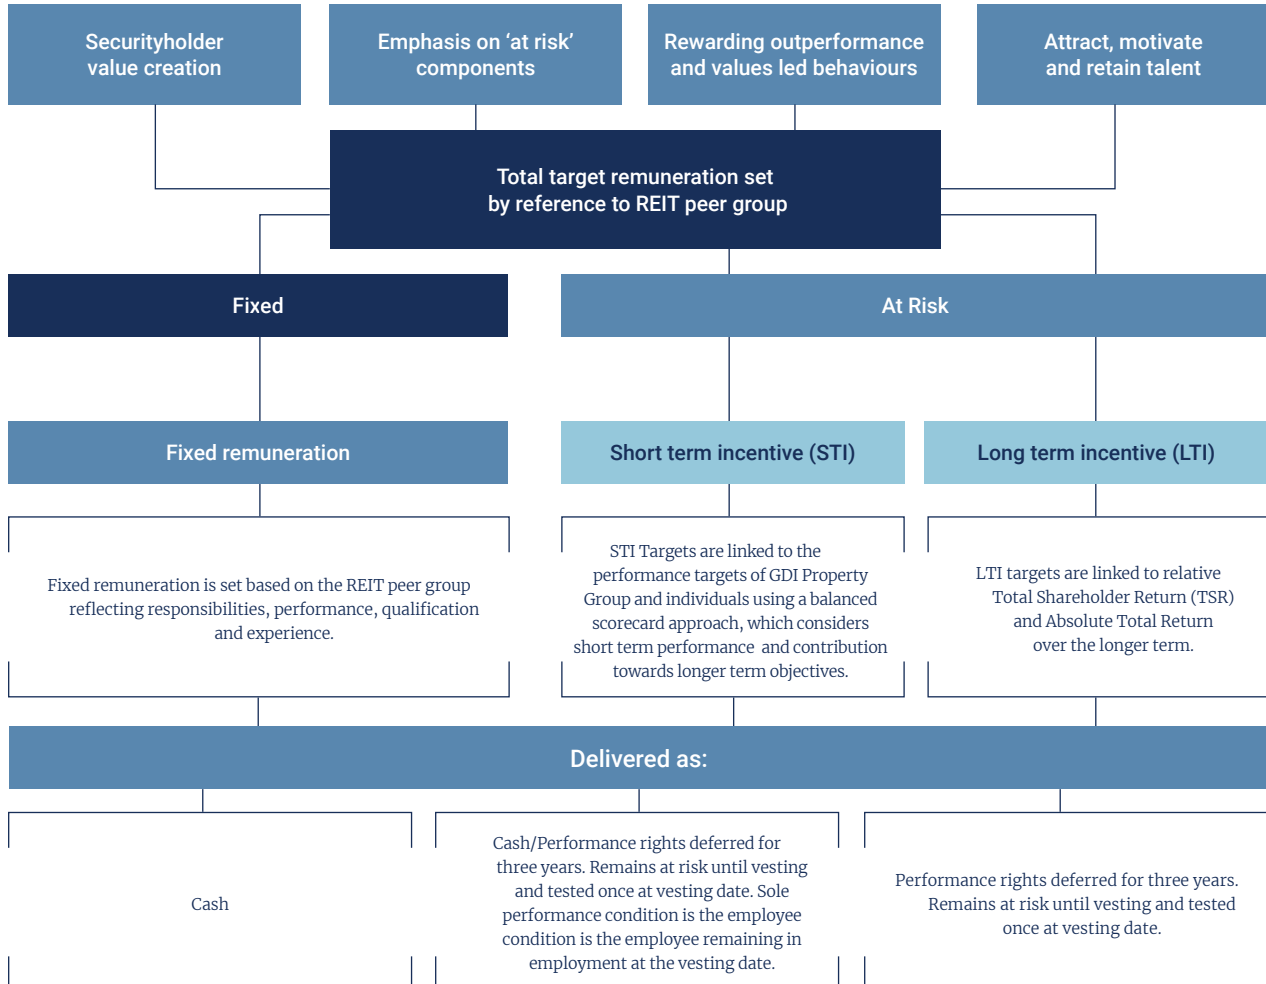 Securityholder
value creation
Emphasis on ‘at risk’
components
Rewarding outperformance
and values led behaviours
Attract, motivate
and retain talent
Total target remuneration set
by reference to REIT peer group
Fixed
At Risk
Fixed remuneration
Short term incentive (STI)
Long term incentive (LTI)
Fixed remuneration is set based on the REIT peer group
reflecting responsibilities, performance, qualification
and experience.
STI Targets are linked to the
performance targets of GDI Property
Group and individuals using a balanced
scorecard approach, which considers
short term performance and contribution
towards longer term objectives.
LTI targets are linked to relative
Total Shareholder Return (TSR)
and Absolute Total Return
over the longer term.
Delivered as:
Cash
Cash/Performance rights deferred for
three years. Remains at risk until vesting
and tested once at vesting date. Sole
performance condition is the employee
condition is the employee remaining in
employment at the vesting date.
Performance rights deferred for three years.
Remains at risk until vesting and tested
once at vesting date.